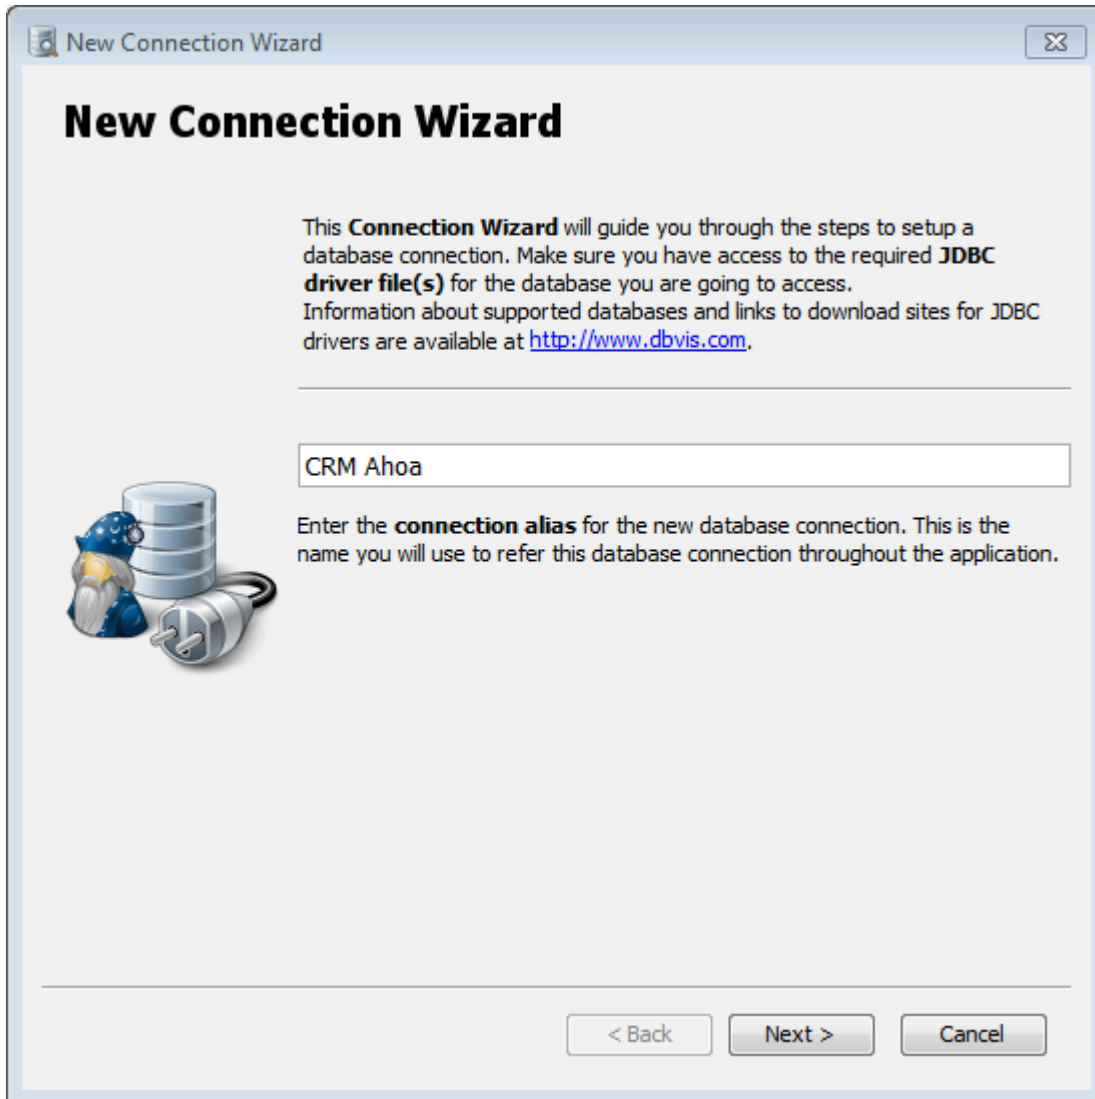 New Connection Wizard
New Connection Wizard
This Connection Wizard will guide you through the steps to setup a
database connection. Make sure you have access to the required JDBC
driver file(s) for the database you are going to access.
Information about supported databases and links to download sites for JDBC
drivers are available at http://www.dbvis.com.
CRM Ahoa
Enter the connection alias for the new database connection. This is the
name you will use to refer this database connection throughout the application.
< Back Next > Cancel